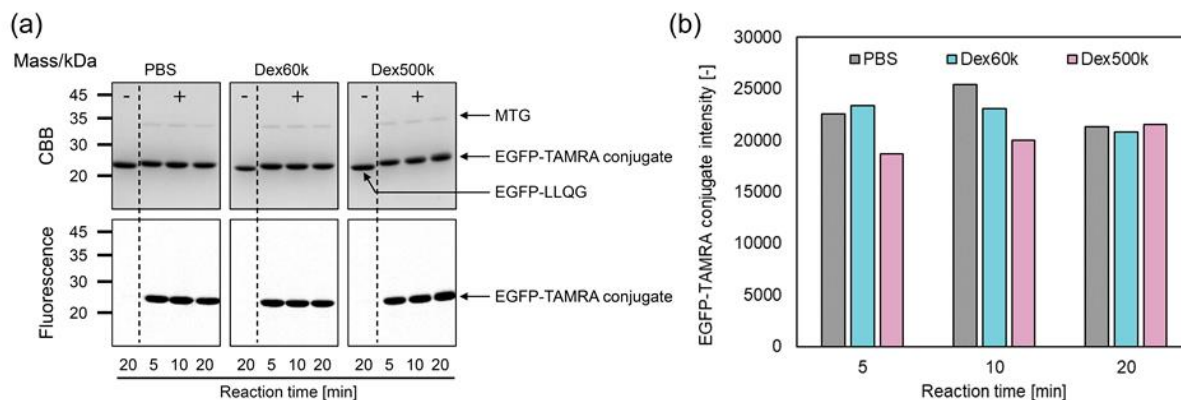 (a)
Mass/kDa
PBS
Dex60k
Dex500k
- + - + - +
CBB
45
35
30
20
MTG
EGFP-TAMRA conjugate
EGFP-LLQG
Fluorescence
45
35
30
20
EGFP-TAMRA conjugate
20 5 10 20 20 5 10 20 20 5 10 20
Reaction time [min]
(b)
EGFP-TAMRA conjugate intensity [-]
30000
25000
20000
15000
10000
5000
0
PBS Dex60k Dex500k
5 10 20
Reaction time [min]